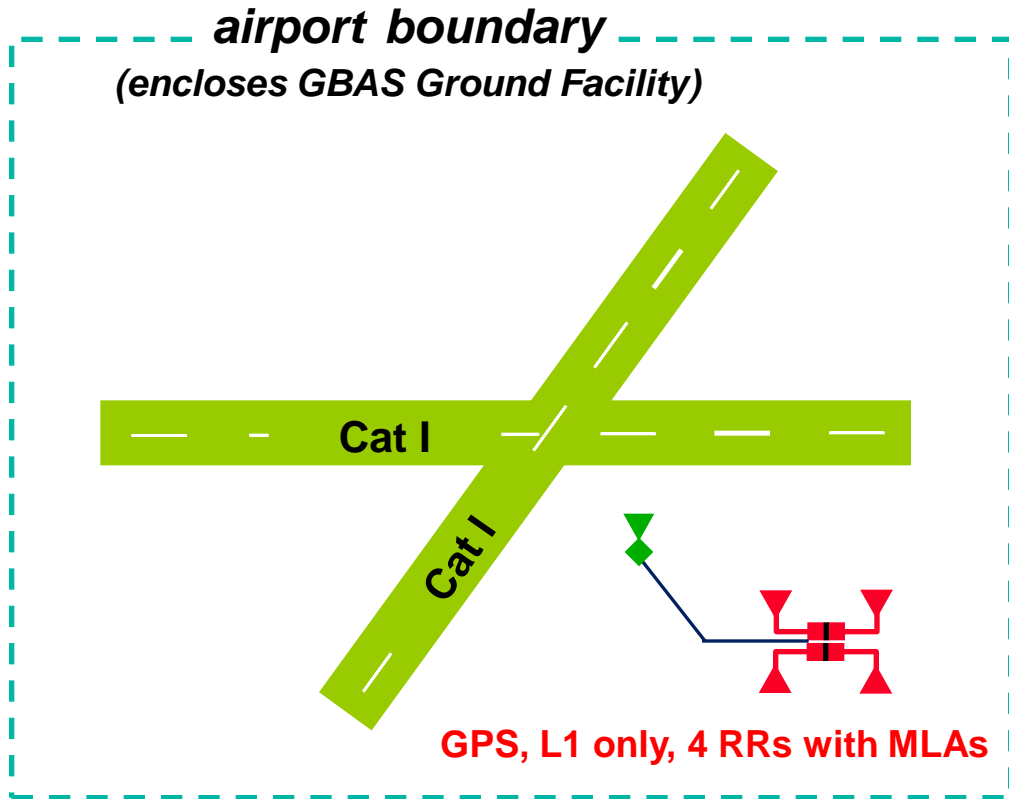 airport boundary
(encloses GBAS Ground Facility)
Cat I
Cat I
GPS, L1 only, 4 RRs with MLAs